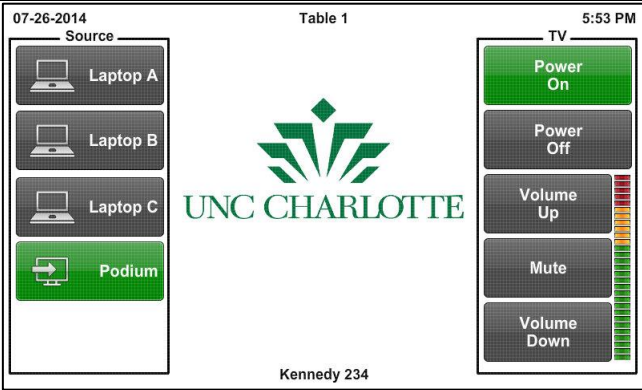 07-26-2014
Table 1
5:53 PM
Source
Laptop A
Laptop B
Laptop C
Podium
UNC CHARLOTTE
TV
Power
On
Power
Off
Volume
Up
Mute
Volume
Down
Kennedy 234